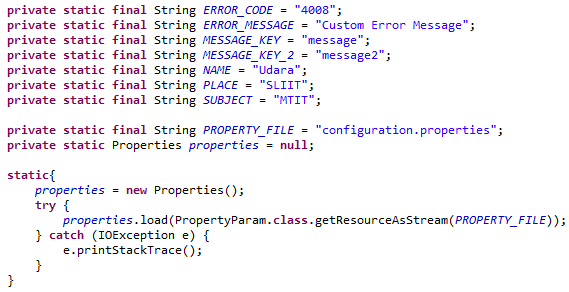 private static final String ERROR_CODE = "4008";
private static final String ERROR_MESSAGE = "Custom Error Message";
private static final String MESSAGE_KEY = "message";
private static final String MESSAGE_KEY_2 = "message2";
private static final String NAME = "Udara";
private static final String PLACE = "SLIIT";
private static final String SUBJECT = "MTIT";
private static final String PROPERTY_FILE = "configuration.properties";
private static Properties properties = null;
static{
properties = new Properties();
try {
properties.load(PropertyParam.class.getResourceAsStream(PROPERTY_FILE));
} catch (IOException e) {
e.printStackTrace();
}
}